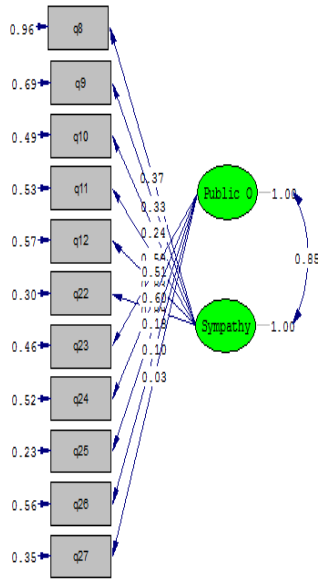 0.96 q8
0.69 q9
0.49 q10
0.53 q11
0.57 q12
0.30 q22
0.46 q23
0.52 q24
0.23 q25
0.56 q26
0.35 q27
0.37
0.33
0.24
0.51
0.60
0.18
0.10
0.03
Public O 1.00
0.85
Sympathy 1.00